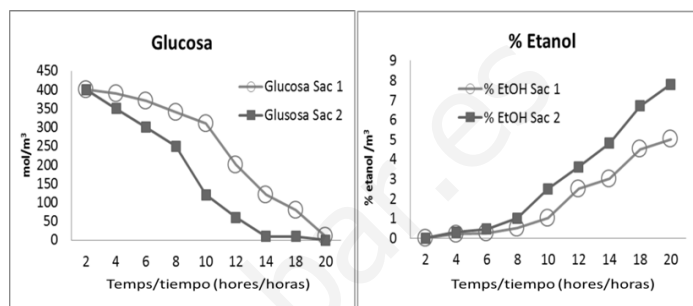 Glucosa
450
400
350
300
250
200
150
100
50
0
mol/m³
Glucosa Sac 1
Glusosa Sac 2
2 4 6 8 10 12 14 18 20
Temps/tiempo (hores/horas)
% Etanol
9
8
7
6
5
4
3
2
1
0
% etanol /m³
% EtOH Sac 1
% EtOH Sac 2
2 4 6 8 10 12 14 18 20
Temps/tiempo (hores/horas)
bar.es